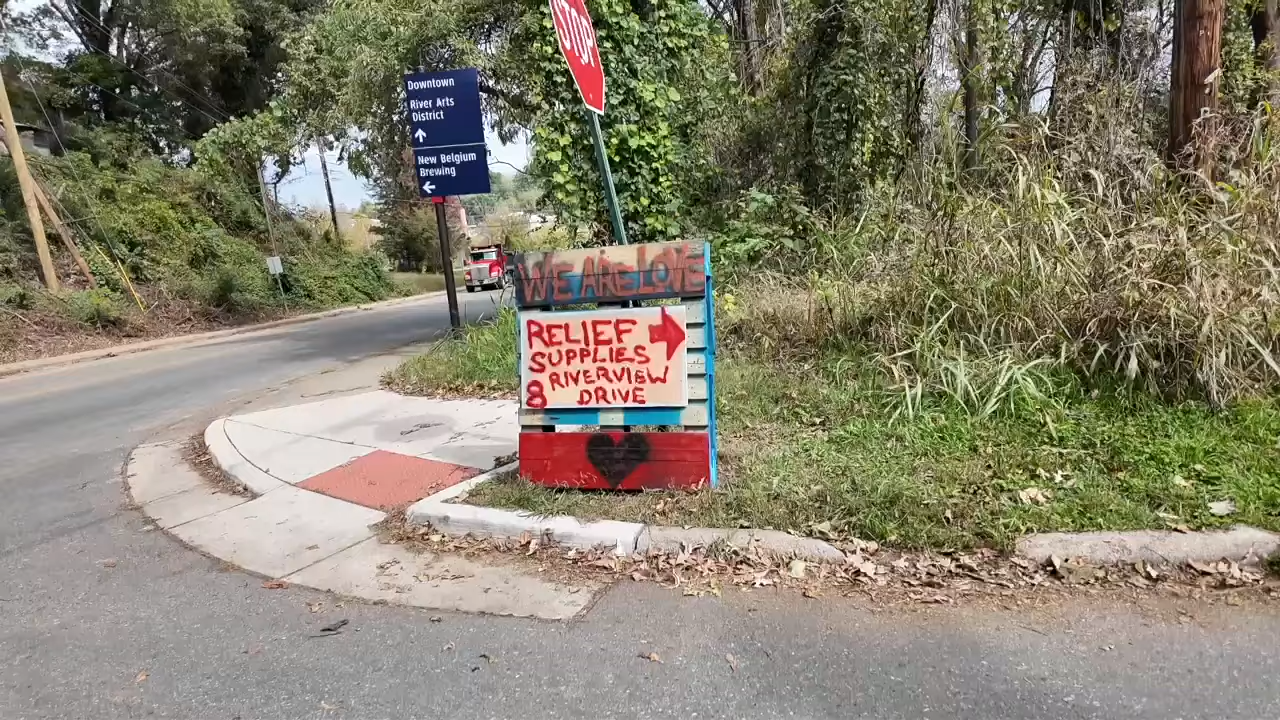 STOP
Downtown
River Arts
District
New Belgium
Brewing
WE ARE LOVE
RELIEF
SUPPLIES
8 RIVERVIEW
DRIVE